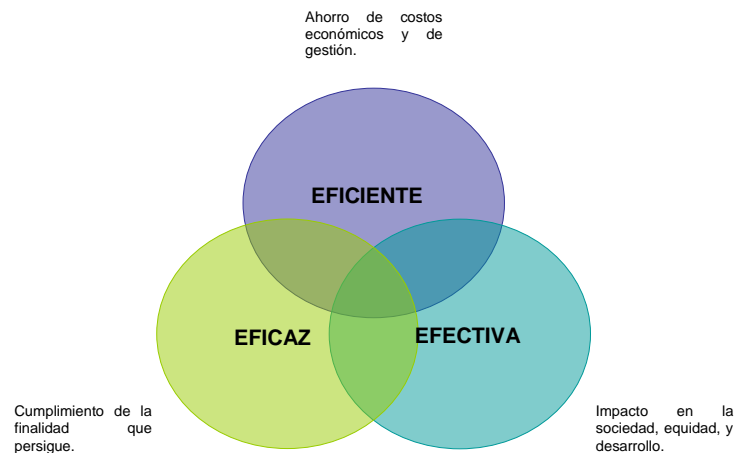 Ahorro de costos
económicos y de
gestión.
EFICIENTE
EFICAZ
EFECTIVA
Cumplimiento de la
finalidad que
persigue.
Impacto en la
sociedad, equidad, y
desarrollo.